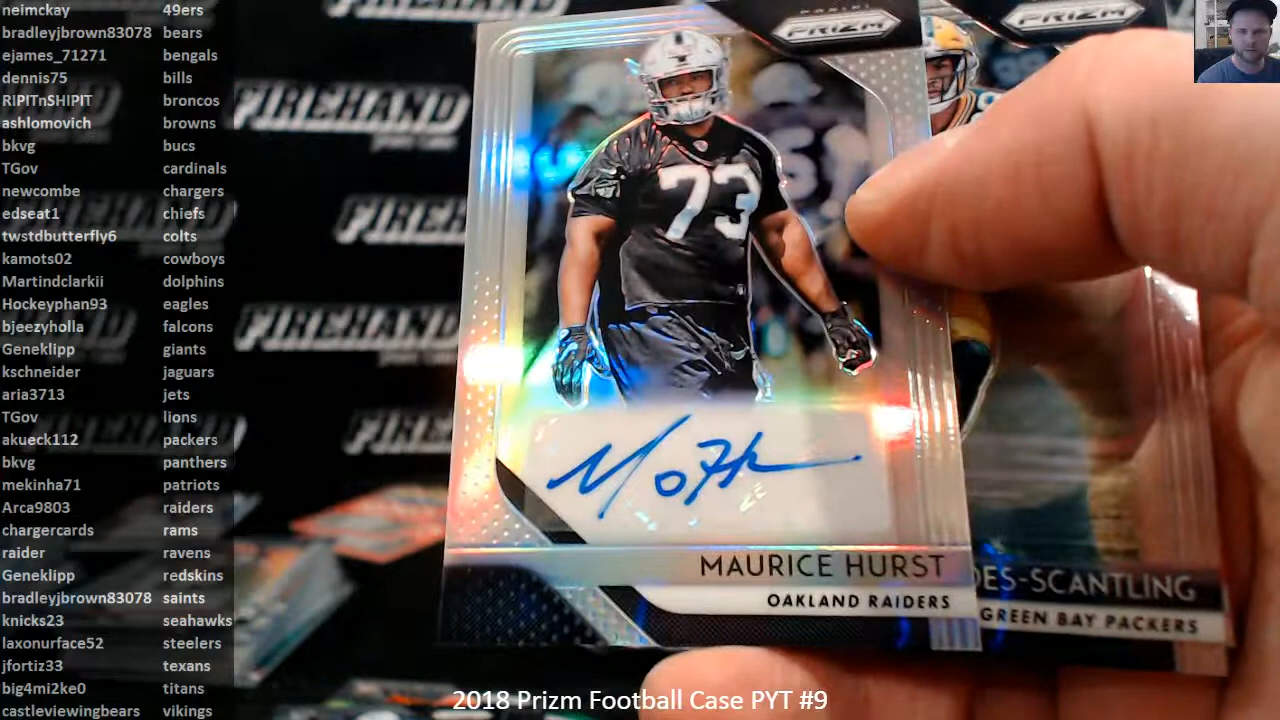 neimckay 49ers
bradleyjbrown83078 bears
ejames_71271 bengals
dennis75 bills
RIPITnSHIPIT broncos
ashlomovich browns
bkvg bucs
TGov cardinals
newcombe chargers
edseat1 chiefs
twstdbutterfly6 colts
kamots02 cowboys
Martindclarkii dolphins
Hockeyphan93 eagles
bjeezyholla falcons
Geneklipp giants
kschneider jaguars
aria3713 jets
TGov lions
akueck112 packers
bkvg panthers
mekinha71 patriots
Arca9803 raiders
chargercards rams
raider ravens
Geneklipp redskins
bradleyjbrown83078 saints
knicks23 seahawks
laxonurface52 steelers
jfortiz33 texans
big4mi2ke0 titans
castleviewingbears vikings
FIREHAND
FIREHAND
FIREHAND
PRIZM
PRIZM
73
MAURICE HURST
OAKLAND RAIDERS
DES-SCANTLING
GREEN BAY PACKERS
2018 Prizm Football Case PYT #9